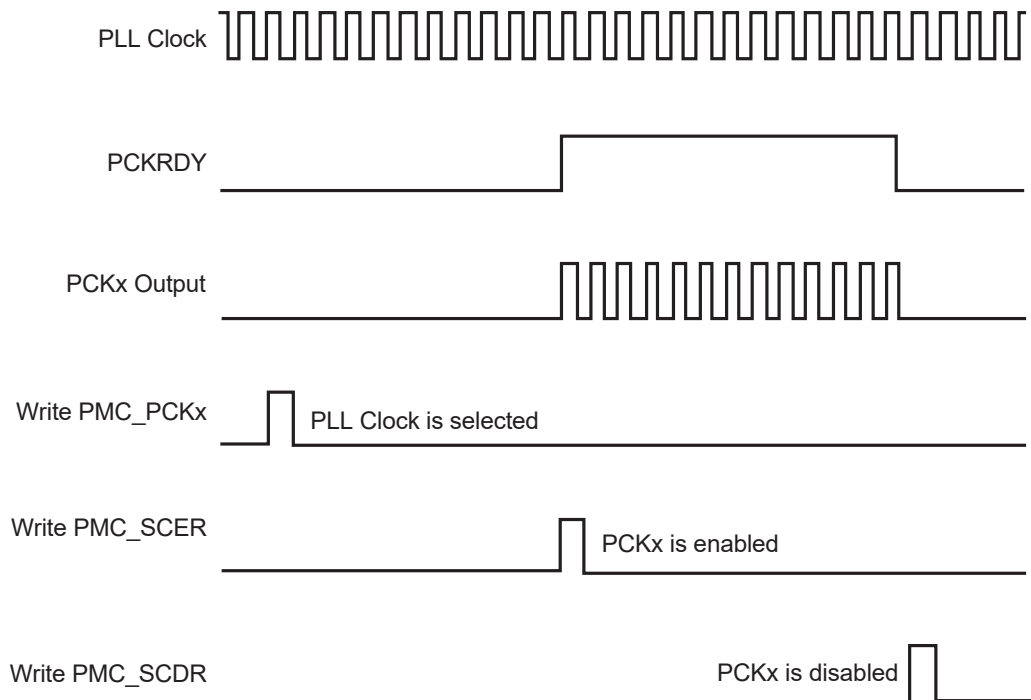 PLL Clock
PCKRDY
PCKx Output
Write PMC_PCKx
PLL Clock is selected
Write PMC_SCER
PCKx is enabled
Write PMC_SCDR
PCKx is disabled